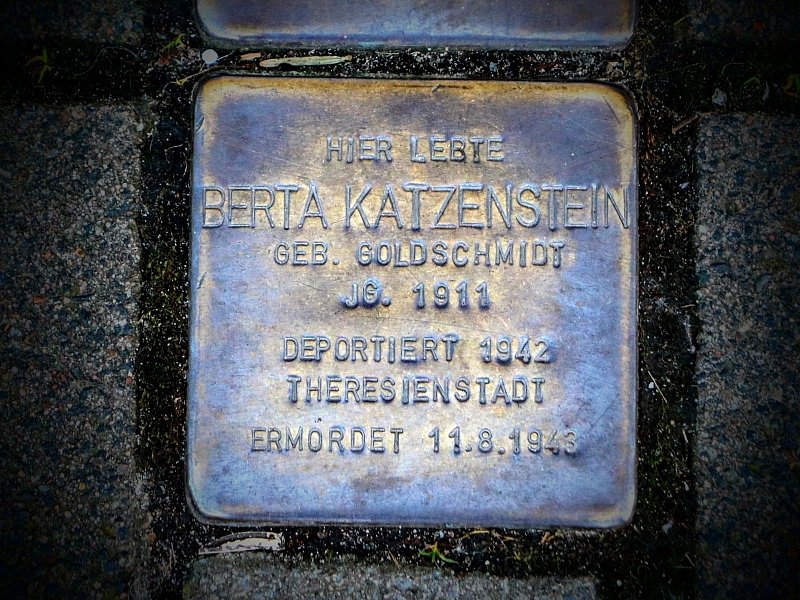 HIER LEBTE
BERTA KATZENSTEIN
GEB. GOLDSCHMIDT
JG. 1911
DEPORTIERT 1942
THERESIENSTADT
ERMORDET 11.8.1943